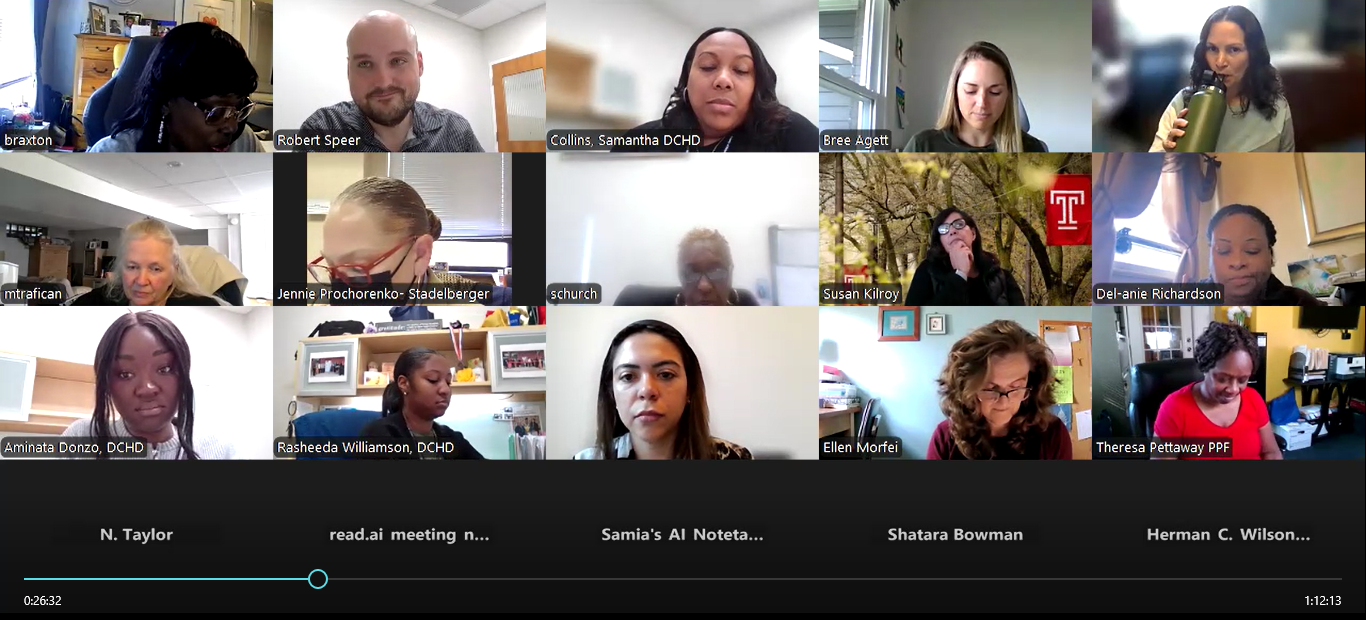 braxton
Robert Speer
Collins, Samantha DCHD
Bree Agett
mtrafican
Jennie Prochorenko- Stadelberger
schurch
Susan Kilroy
T
Del-anie Richardson
Aminata Donzo, DCHD
gratitude
Rasheeda Williamson, DCHD
Ellen Morfei
Theresa Pettaway PPF
N. Taylor
read.ai meeting n...
Samia's AI Noteta...
Shatara Bowman
Herman C. Wilson...
0:26:32
1:12:13